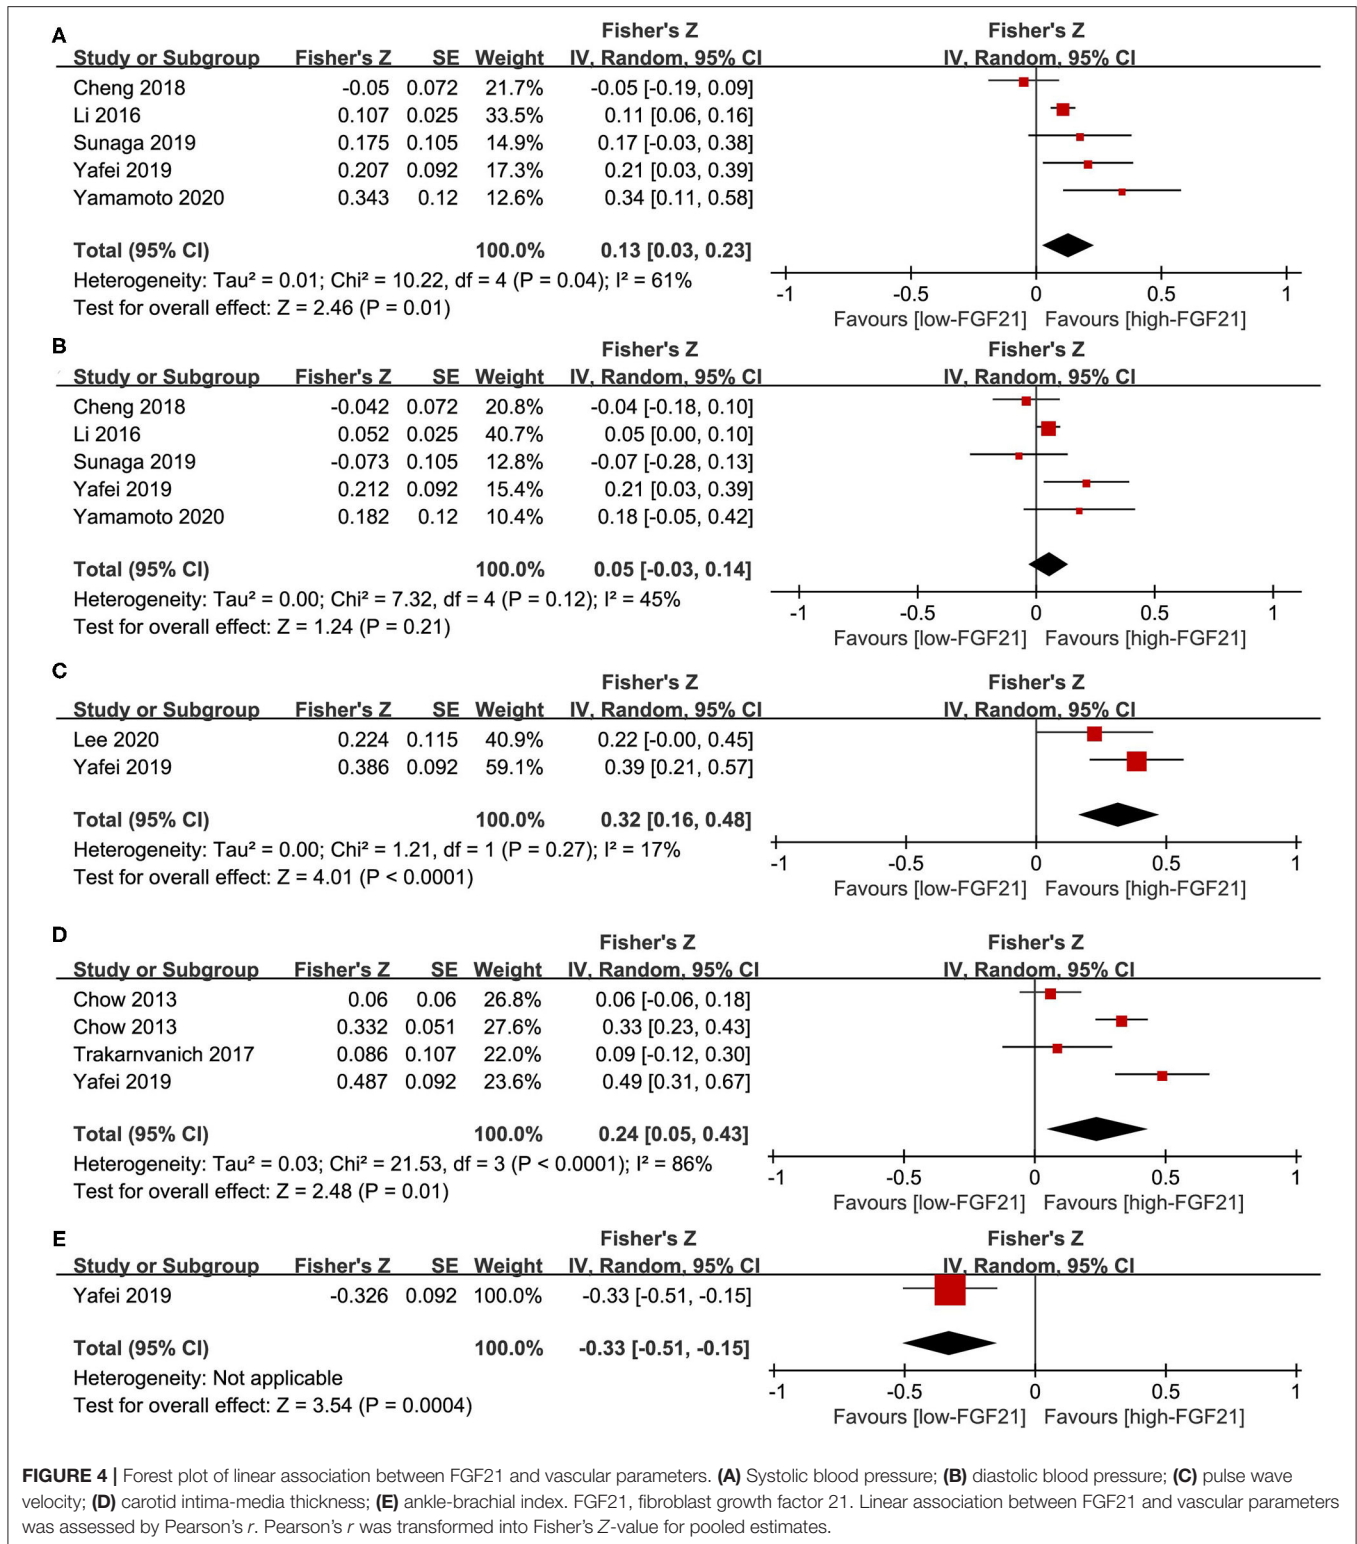 A
Fisher's Z Fisher's Z
Study or Subgroup Fisher's Z SE Weight IV, Random, 95% CI IV, Random, 95% CI
Cheng 2018 -0.05 0.072 21.7% -0.05 [-0.19, 0.09]
Li 2016 0.107 0.025 33.5% 0.11 [0.06, 0.16]
Sunaga 2019 0.175 0.105 14.9% 0.17 [-0.03, 0.38]
Yafei 2019 0.207 0.092 17.3% 0.21 [0.03, 0.39]
Yamamoto 2020 0.343 0.12 12.6% 0.34 [0.11, 0.58]
Total (95% CI) 100.0% 0.13 [0.03, 0.23]
Heterogeneity: Tau² = 0.01; Chi² = 10.22, df = 4 (P = 0.04); I² = 61%
Test for overall effect: Z = 2.46 (P = 0.01)
-1 -0.5 0 0.5 1
Favours [low-FGF21] Favours [high-FGF21]
B
Fisher's Z Fisher's Z
Study or Subgroup Fisher's Z SE Weight IV, Random, 95% CI IV, Random, 95% CI
Cheng 2018 -0.042 0.072 20.8% -0.04 [-0.18, 0.10]
Li 2016 0.052 0.025 40.7% 0.05 [0.00, 0.10]
Sunaga 2019 -0.073 0.105 12.8% -0.07 [-0.28, 0.13]
Yafei 2019 0.212 0.092 15.4% 0.21 [0.03, 0.39]
Yamamoto 2020 0.182 0.12 10.4% 0.18 [-0.05, 0.42]
Total (95% CI) 100.0% 0.05 [-0.03, 0.14]
Heterogeneity: Tau² = 0.00; Chi² = 7.32, df = 4 (P = 0.12); I² = 45%
Test for overall effect: Z = 1.24 (P = 0.21)
-1 -0.5 0 0.5 1
Favours [low-FGF21] Favours [high-FGF21]
C
Fisher's Z Fisher's Z
Study or Subgroup Fisher's Z SE Weight IV, Random, 95% CI IV, Random, 95% CI
Lee 2020 0.224 0.115 40.9% 0.22 [-0.00, 0.45]
Yafei 2019 0.386 0.092 59.1% 0.39 [0.21, 0.57]
Total (95% CI) 100.0% 0.32 [0.16, 0.48]
Heterogeneity: Tau² = 0.00; Chi² = 1.21, df = 1 (P = 0.27); I² = 17%
Test for overall effect: Z = 4.01 (P < 0.0001)
-1 -0.5 0 0.5 1
Favours [low-FGF21] Favours [high-FGF21]
D
Fisher's Z Fisher's Z
Study or Subgroup Fisher's Z SE Weight IV, Random, 95% CI IV, Random, 95% CI
Chow 2013 0.06 0.06 26.8% 0.06 [-0.06, 0.18]
Chow 2013 0.332 0.051 27.6% 0.33 [0.23, 0.43]
Trakarnvanich 2017 0.086 0.107 22.0% 0.09 [-0.12, 0.30]
Yafei 2019 0.487 0.092 23.6% 0.49 [0.31, 0.67]
Total (95% CI) 100.0% 0.24 [0.05, 0.43]
Heterogeneity: Tau² = 0.03; Chi² = 21.53, df = 3 (P < 0.0001); I² = 86%
Test for overall effect: Z = 2.48 (P = 0.01)
-1 -0.5 0 0.5 1
Favours [low-FGF21] Favours [high-FGF21]
E
Fisher's Z Fisher's Z
Study or Subgroup Fisher's Z SE Weight IV, Random, 95% CI IV, Random, 95% CI
Yafei 2019 -0.326 0.092 100.0% -0.33 [-0.51, -0.15]
Total (95% CI) 100.0% -0.33 [-0.51, -0.15]
Heterogeneity: Not applicable
Test for overall effect: Z = 3.54 (P = 0.0004)
-1 -0.5 0 0.5 1
Favours [low-FGF21] Favours [high-FGF21]
FIGURE 4 | Forest plot of linear association between FGF21 and vascular parameters. (A) Systolic blood pressure; (B) diastolic blood pressure; (C) pulse wave
velocity; (D) carotid intima-media thickness; (E) ankle-brachial index. FGF21, fibroblast growth factor 21. Linear association between FGF21 and vascular parameters
was assessed by Pearson's r. Pearson's r was transformed into Fisher's Z-value for pooled estimates.